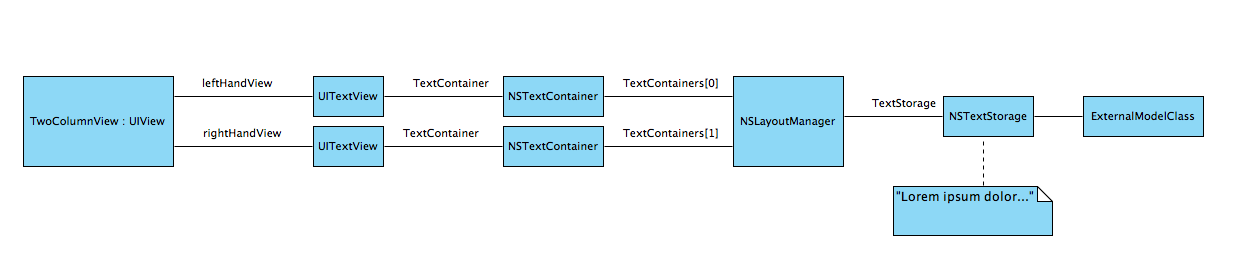 leftHandView
TextContainer
TextContainers[0]
UITextView
NSTextContainer
TextStorage
TwoColumnView : UIView
NSLayoutManager
NSTextStorage
ExternalModelClass
rightHandView
TextContainer
TextContainers[1]
UITextView
NSTextContainer
"Lorem ipsum dolor..."